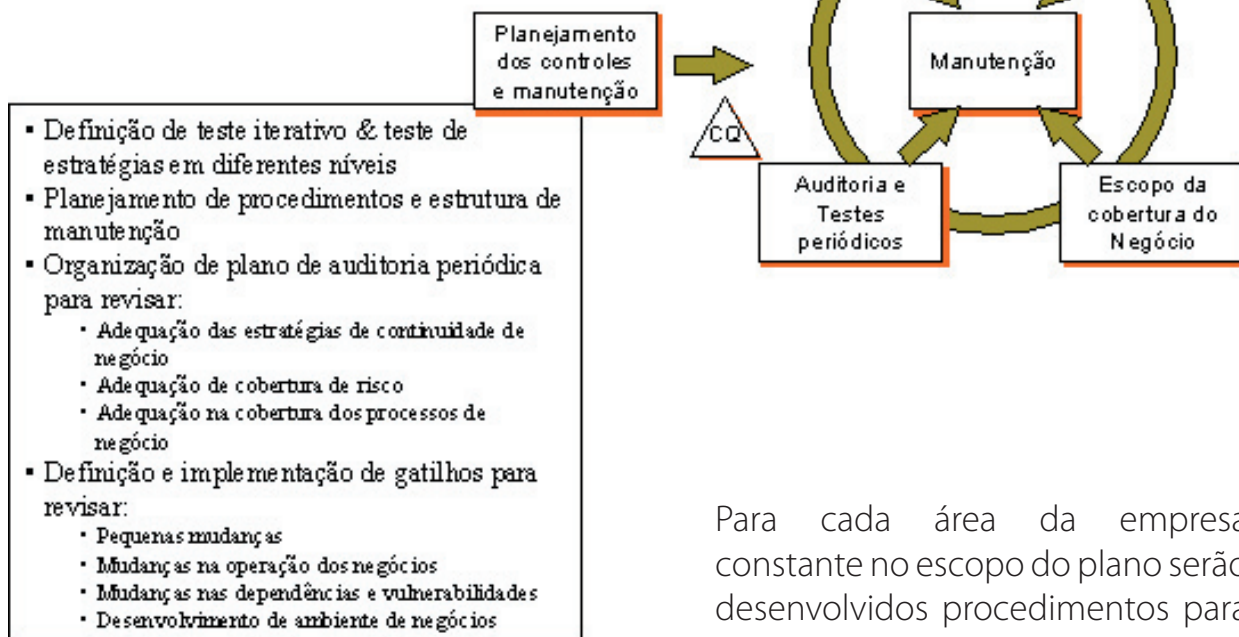 Planejamento
dos controles
e manutenção
CQ
Manutenção
Auditoria e
Testes
periódicos
Escopo da
cobertura do
Negócio
▪ Definição de teste iterativo & teste de
estratégias em diferentes níveis
▪ Planejamento de procedimentos e estrutura de
manutenção
▪ Organização de plano de auditoria periódica
para revisar:
▪ Adequação das estratégias de continuidade de
negócio
▪ Adequação de cobertura de risco
▪ Adequação na cobertura dos processos de
negócio
▪ Definição e implementação de gatilhos para
revisar:
▪ Pequenas mudanças
▪ Mudanças na operação dos negócios
▪ Mudanças nas dependências e vulnerabilidades
▪ Desenvolvimento de ambiente de negócios
Para cada área da empresa
constante no escopo do plano serão
desenvolvidos procedimentos para